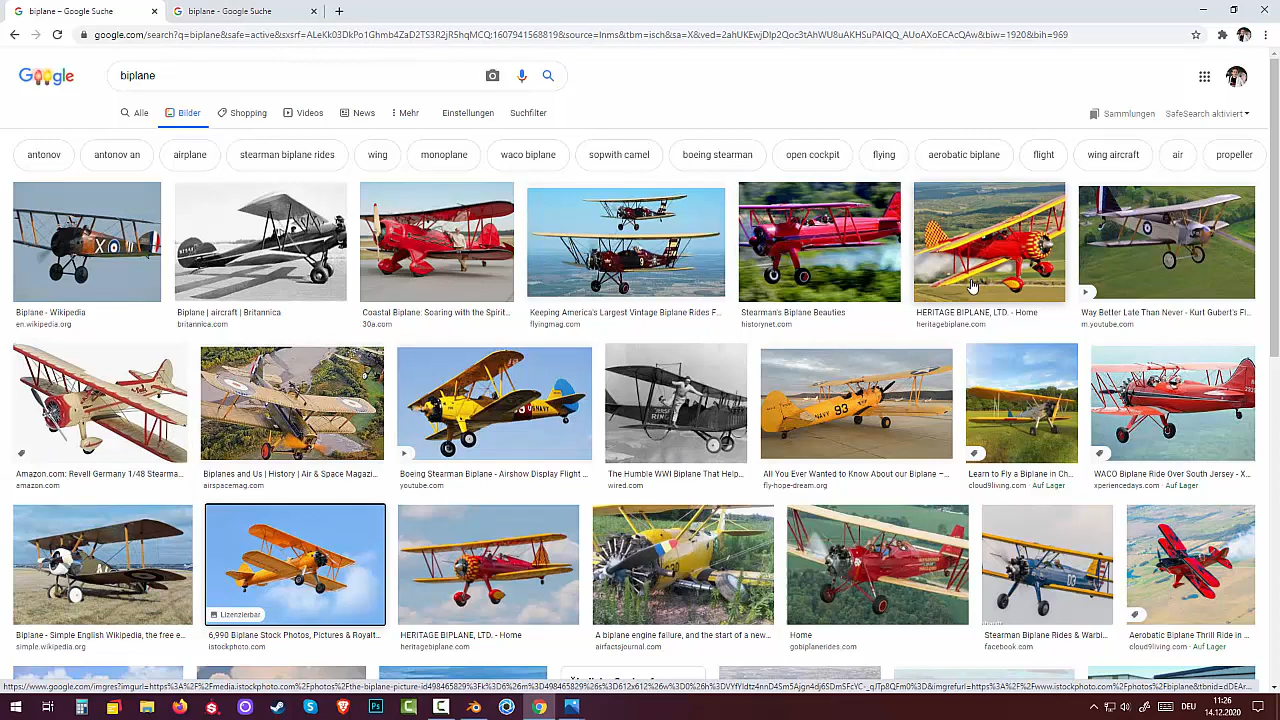 biplane – Google Suche
biplane - Google Suche
google.com/search?q=biplane&safe=active&sxsrf=ALeKk03DkPo1Ghmb4ZaD2TS3R2jR5hqMCQ:1607941568819&source=lnms&tbm=isch&sa=X&ved=2ahUKEwjDlp2Qoc3tAhWU8uAKHSuPAIQQ_AUoAXoECAcQAw&biw=1920&bih=969
Google
biplane
Alle
Bilder
Shopping
Videos
News
Mehr
Einstellungen
Suchfilter
Sammlungen
SafeSearch aktiviert
antonov
antonov an
airplane
stearman biplane rides
wing
monoplane
waco biplane
sopwith camel
boeing stearman
open cockpit
flying
aerobatic biplane
flight
wing aircraft
air
propeller
X
9
Biplane - Wikipedia
en.wikipedia.org
Biplane | aircraft | Britannica
britannica.com
Coastal Biplane: Soaring with the Spirit...
30a.com
Keeping America's Largest Vintage Biplane Rides F...
flyingmag.com
Stearman's Biplane Beauties
historynet.com
HERITAGE BIPLANE, LTD. - Home
heritagebiplane.com
Way Better Late Than Never - Kurt Gubert's Fl...
m.youtube.com
US NAVY
NAVY 93
Amazon.com: Revell Germany 1/48 Stearma...
amazon.com
Biplanes and Us | History | Air & Space Magazi...
airspacemag.com
Boeing Stearman Biplane - Airshow Display Flight ...
youtube.com
The Humble WWI Biplane That Help...
wired.com
All You Ever Wanted to Know About our Biplane –...
fly-hope-dream.org
Learn to Fly a Biplane in Ch...
cloud9living.com · Auf Lager
WACO Biplane Ride Over South Jersey - X...
xperiencedays.com · Auf Lager
D3
Lizenzierbar
Biplane - Simple English Wikipedia, the free e...
simple.wikipedia.org
6,990 Biplane Stock Photos, Pictures & Royalt...
istockphoto.com
HERITAGE BIPLANE, LTD. - Home
heritagebiplane.com
A biplane engine failure, and the start of a new...
airfactsjournal.com
Home
gobiplanerides.com
Stearman Biplane Rides & Warbi...
facebook.com
Aerobatic Biplane Thrill Ride in ...
cloud9living.com · Auf Lager
DEU
11:26
14.12.2020